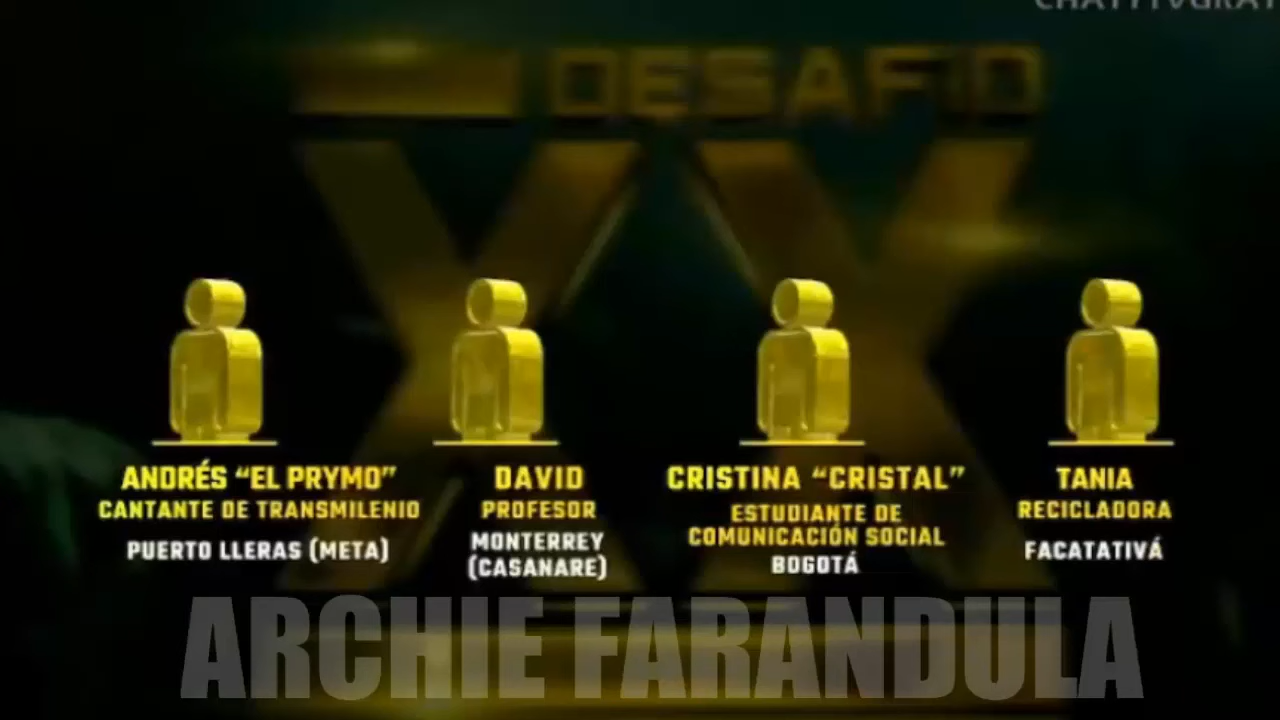 DESAFIO
XX
ANDRÉS “EL PRYMO”
CANTANTE DE TRANSMILENIO
PUERTO LLERAS (META)
DAVID
PROFESOR
MONTERREY
(CASANARE)
CRISTINA “CRISTAL”
ESTUDIANTE DE
COMUNICACIÓN SOCIAL
BOGOTÁ
TANIA
RECICLADORA
FACATATIVÁ
ARCHIE FARANDULA